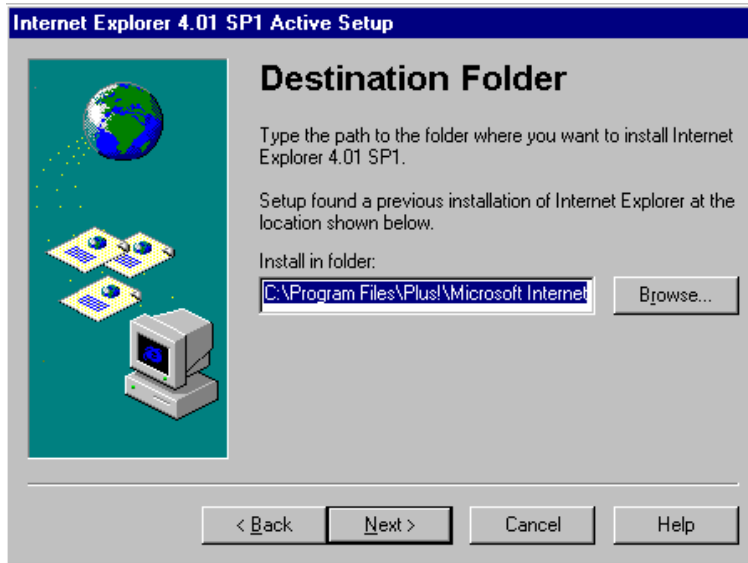 Internet Explorer 4.01 SP1 Active Setup
Destination Folder
Type the path to the folder where you want to install Internet
Explorer 4.01 SP1.
Setup found a previous installation of Internet Explorer at the
location shown below.
Install in folder:
C:\Program Files\Plus!\Microsoft Internet
Browse...
< Back
Next >
Cancel
Help